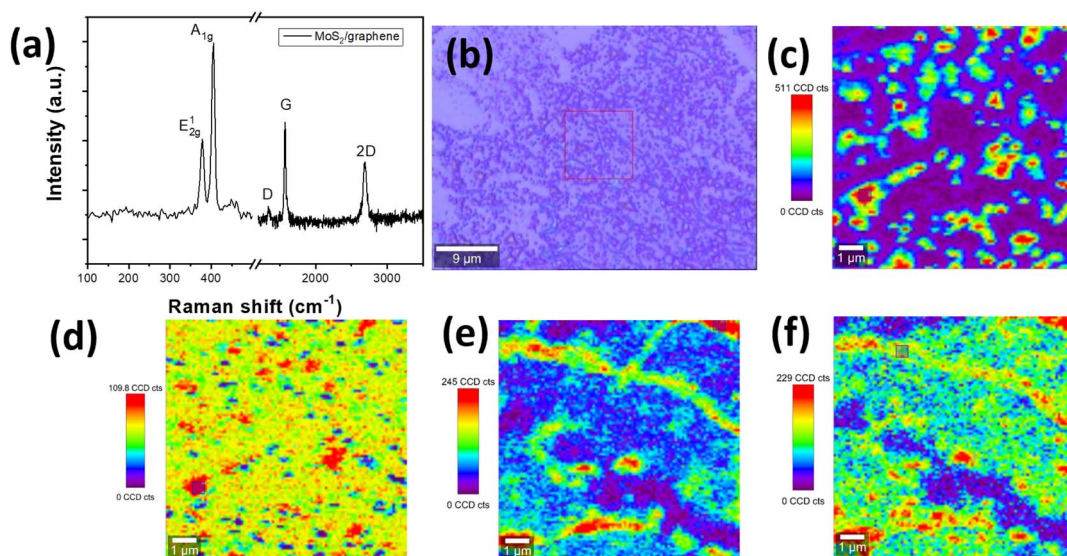 (a)
Intensity (a.u.)
MoS₂/graphene
A₁g
E¹₂g
D
G
2D
100 200 300 400 2000 3000
Raman shift (cm⁻¹)
(b)
9 µm
(c)
511 CCD cts
0 CCD cts
1 µm
(d)
109.8 CCD cts
0 CCD cts
1 µm
(e)
245 CCD cts
0 CCD cts
1 µm
(f)
229 CCD cts
0 CCD cts
1 µm